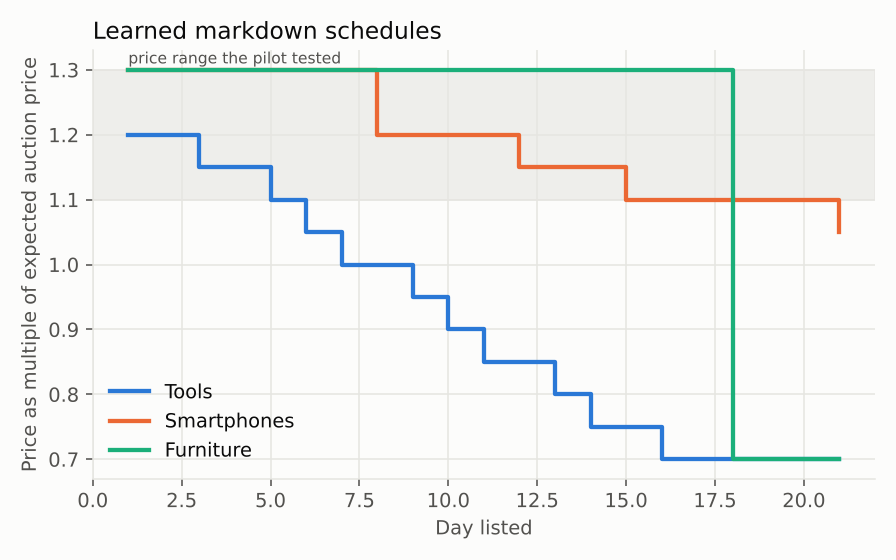 Learned markdown schedules
price range the pilot tested
Price as multiple of expected auction price
1.3
1.2
1.1
1.0
0.9
0.8
0.7
Tools
Smartphones
Furniture
0.0 2.5 5.0 7.5 10.0 12.5 15.0 17.5 20.0
Day listed